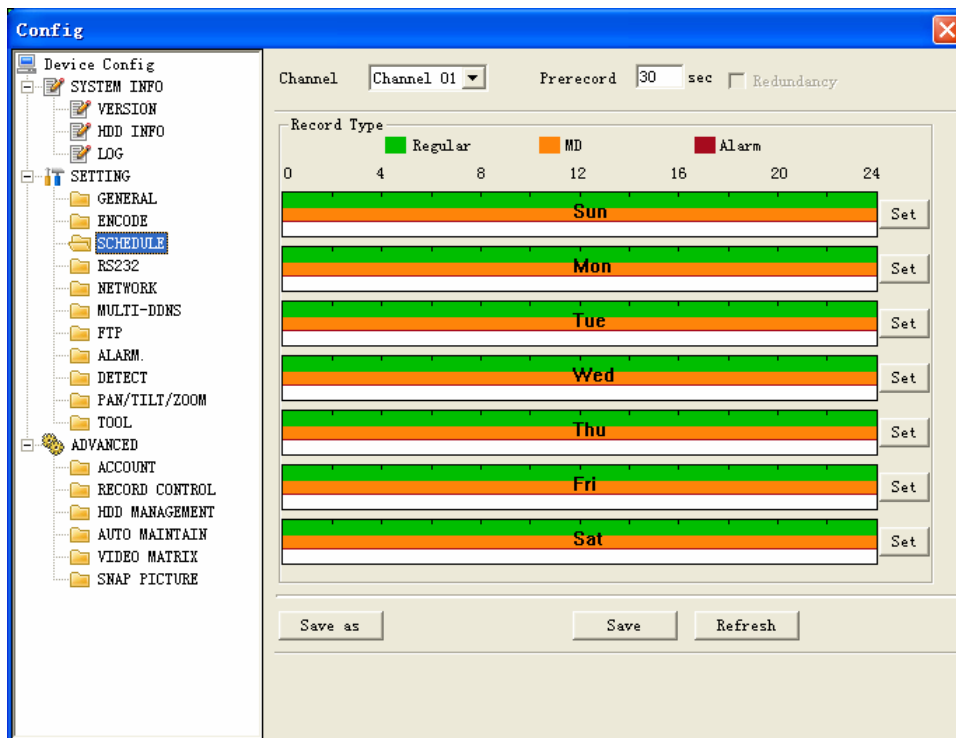 Config
Device Config
SYSTEM INFO
VERSION
HDD INFO
LOG
SETTING
GENERAL
ENCODE
SCHEDULE
RS232
NETWORK
MULTI-DDNS
FTP
ALARM.
DETECT
PAN/TILT/ZOOM
TOOL
ADVANCED
ACCOUNT
RECORD CONTROL
HDD MANAGEMENT
AUTO MAINTAIN
VIDEO MATRIX
SNAP PICTURE
Channel Channel 01 Prerecord 30 sec Redundancy
Record Type
Regular MD Alarm
0 4 8 12 16 20 24
Sun Set
Mon Set
Tue Set
Wed Set
Thu Set
Fri Set
Sat Set
Save as Save Refresh